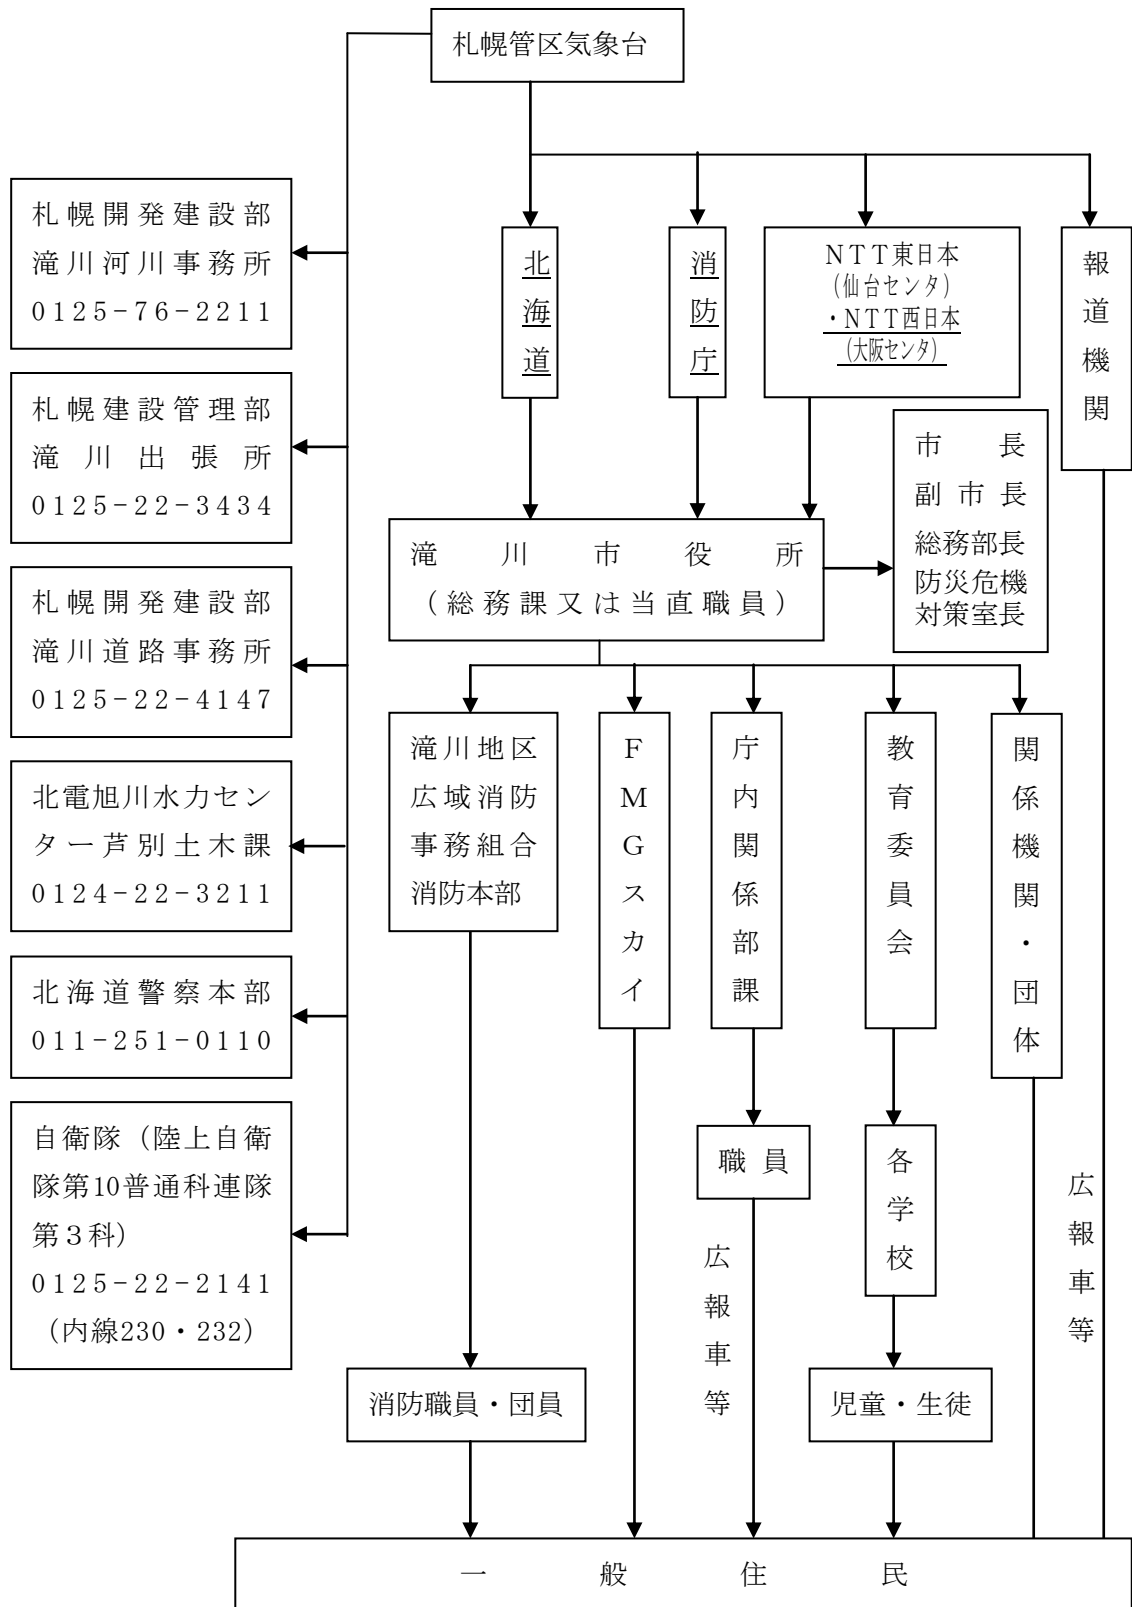 札幌管区気象台
札幌開発建設部
滝川河川事務所
0125-76-2211
札幌建設管理部
滝川出張所
0125-22-3434
札幌開発建設部
滝川道路事務所
0125-22-4147
北電旭川水力セン
ター芦別土木課
0124-22-3211
北海道警察本部
011-251-0110
自衛隊（陸上自衛
隊第10普通科連隊
第３科）
0125-22-2141
（内線230・232）
北海道
消防庁
ＮＴＴ東日本
（仙台センタ）
・ＮＴＴ西日本
（大阪センタ）
報道機関
市長
副市長
総務部長
防災危機
対策室長
滝川市役所
（総務課又は当直職員）
滝川地区
広域消防
事務組合
消防本部
ＦＭＧスカイ
庁内関係部課
教育委員会
関係機関・団体
職員
各学校
広報車等
広報車等
消防職員・団員
児童・生徒
一般住民